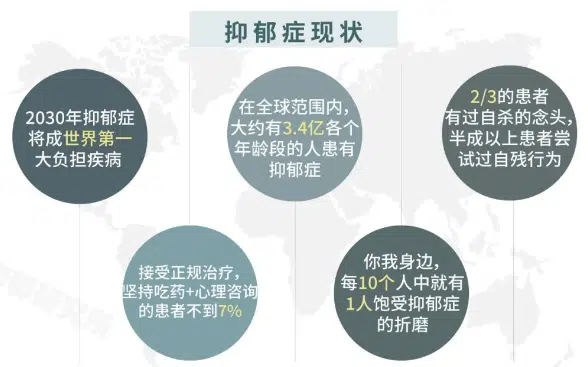 抑郁症现状
2030年抑郁症
将成世界第一
大负担疾病
在全球范围内，
大约有3.4亿各个
年龄段的人患有
抑郁症
2/3的患者
有过自杀的念头，
半成以上患者尝
试过自残行为
接受正规治疗，
坚持吃药+心理咨询
的患者不到7%
你我身边，
每10个人中就有
1人饱受抑郁症
的折磨